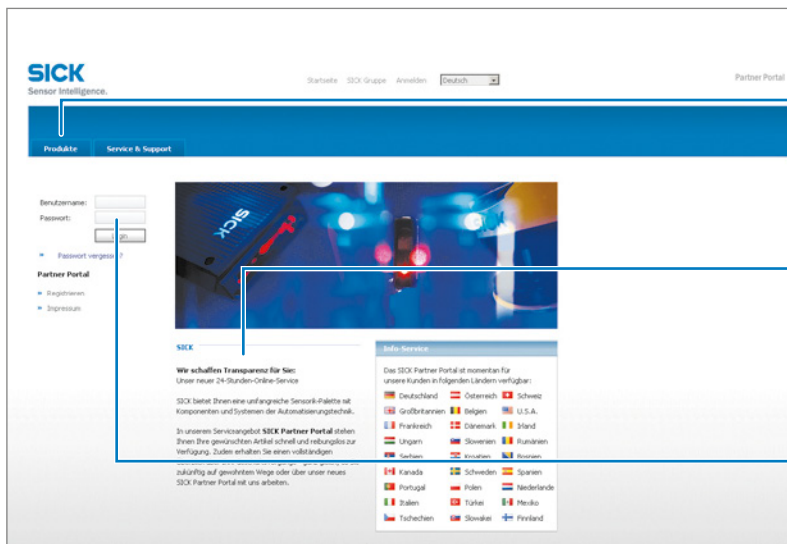 SICK
Sensor Intelligence.
Startseite SICK Gruppe Anmelden Deutsch
Partner Portal
Produkte Service & Support
Benutzername:
Passwort:
Login
Passwort vergessen?
Partner Portal
Registrieren
Impressum
SICK
SICK
SICK
Wir schaffen Transparenz für Sie:
Unser neuer 24-Stunden-Online-Service
SICK bietet Ihnen eine umfangreiche Sensorik-Palette mit
Komponenten und Systemen der Automatisierungstechnik.
In unserem Serviceangebot SICK Partner Portal stehen
Ihnen Ihre gewünschten Artikel schnell und reibungslos zur
Verfügung. Zudem erhalten Sie einen vollständigen
zukünftig auf gewohntem Wege oder über unser neues
SICK Partner Portal mit uns arbeiten.
Info-Service
Das SICK Partner Portal ist momentan für
unsere Kunden in folgenden Ländern verfügbar:
Deutschland Österreich Schweiz
Großbritannien Belgien U.S.A.
Frankreich Dänemark Irland
Ungarn Slowenien Rumänien
Serbien Kroatien Bosnien
Kanada Schweden Spanien
Portugal Polen Niederlande
Italien Türkei Mexiko
Tschechien Slowakei Finnland